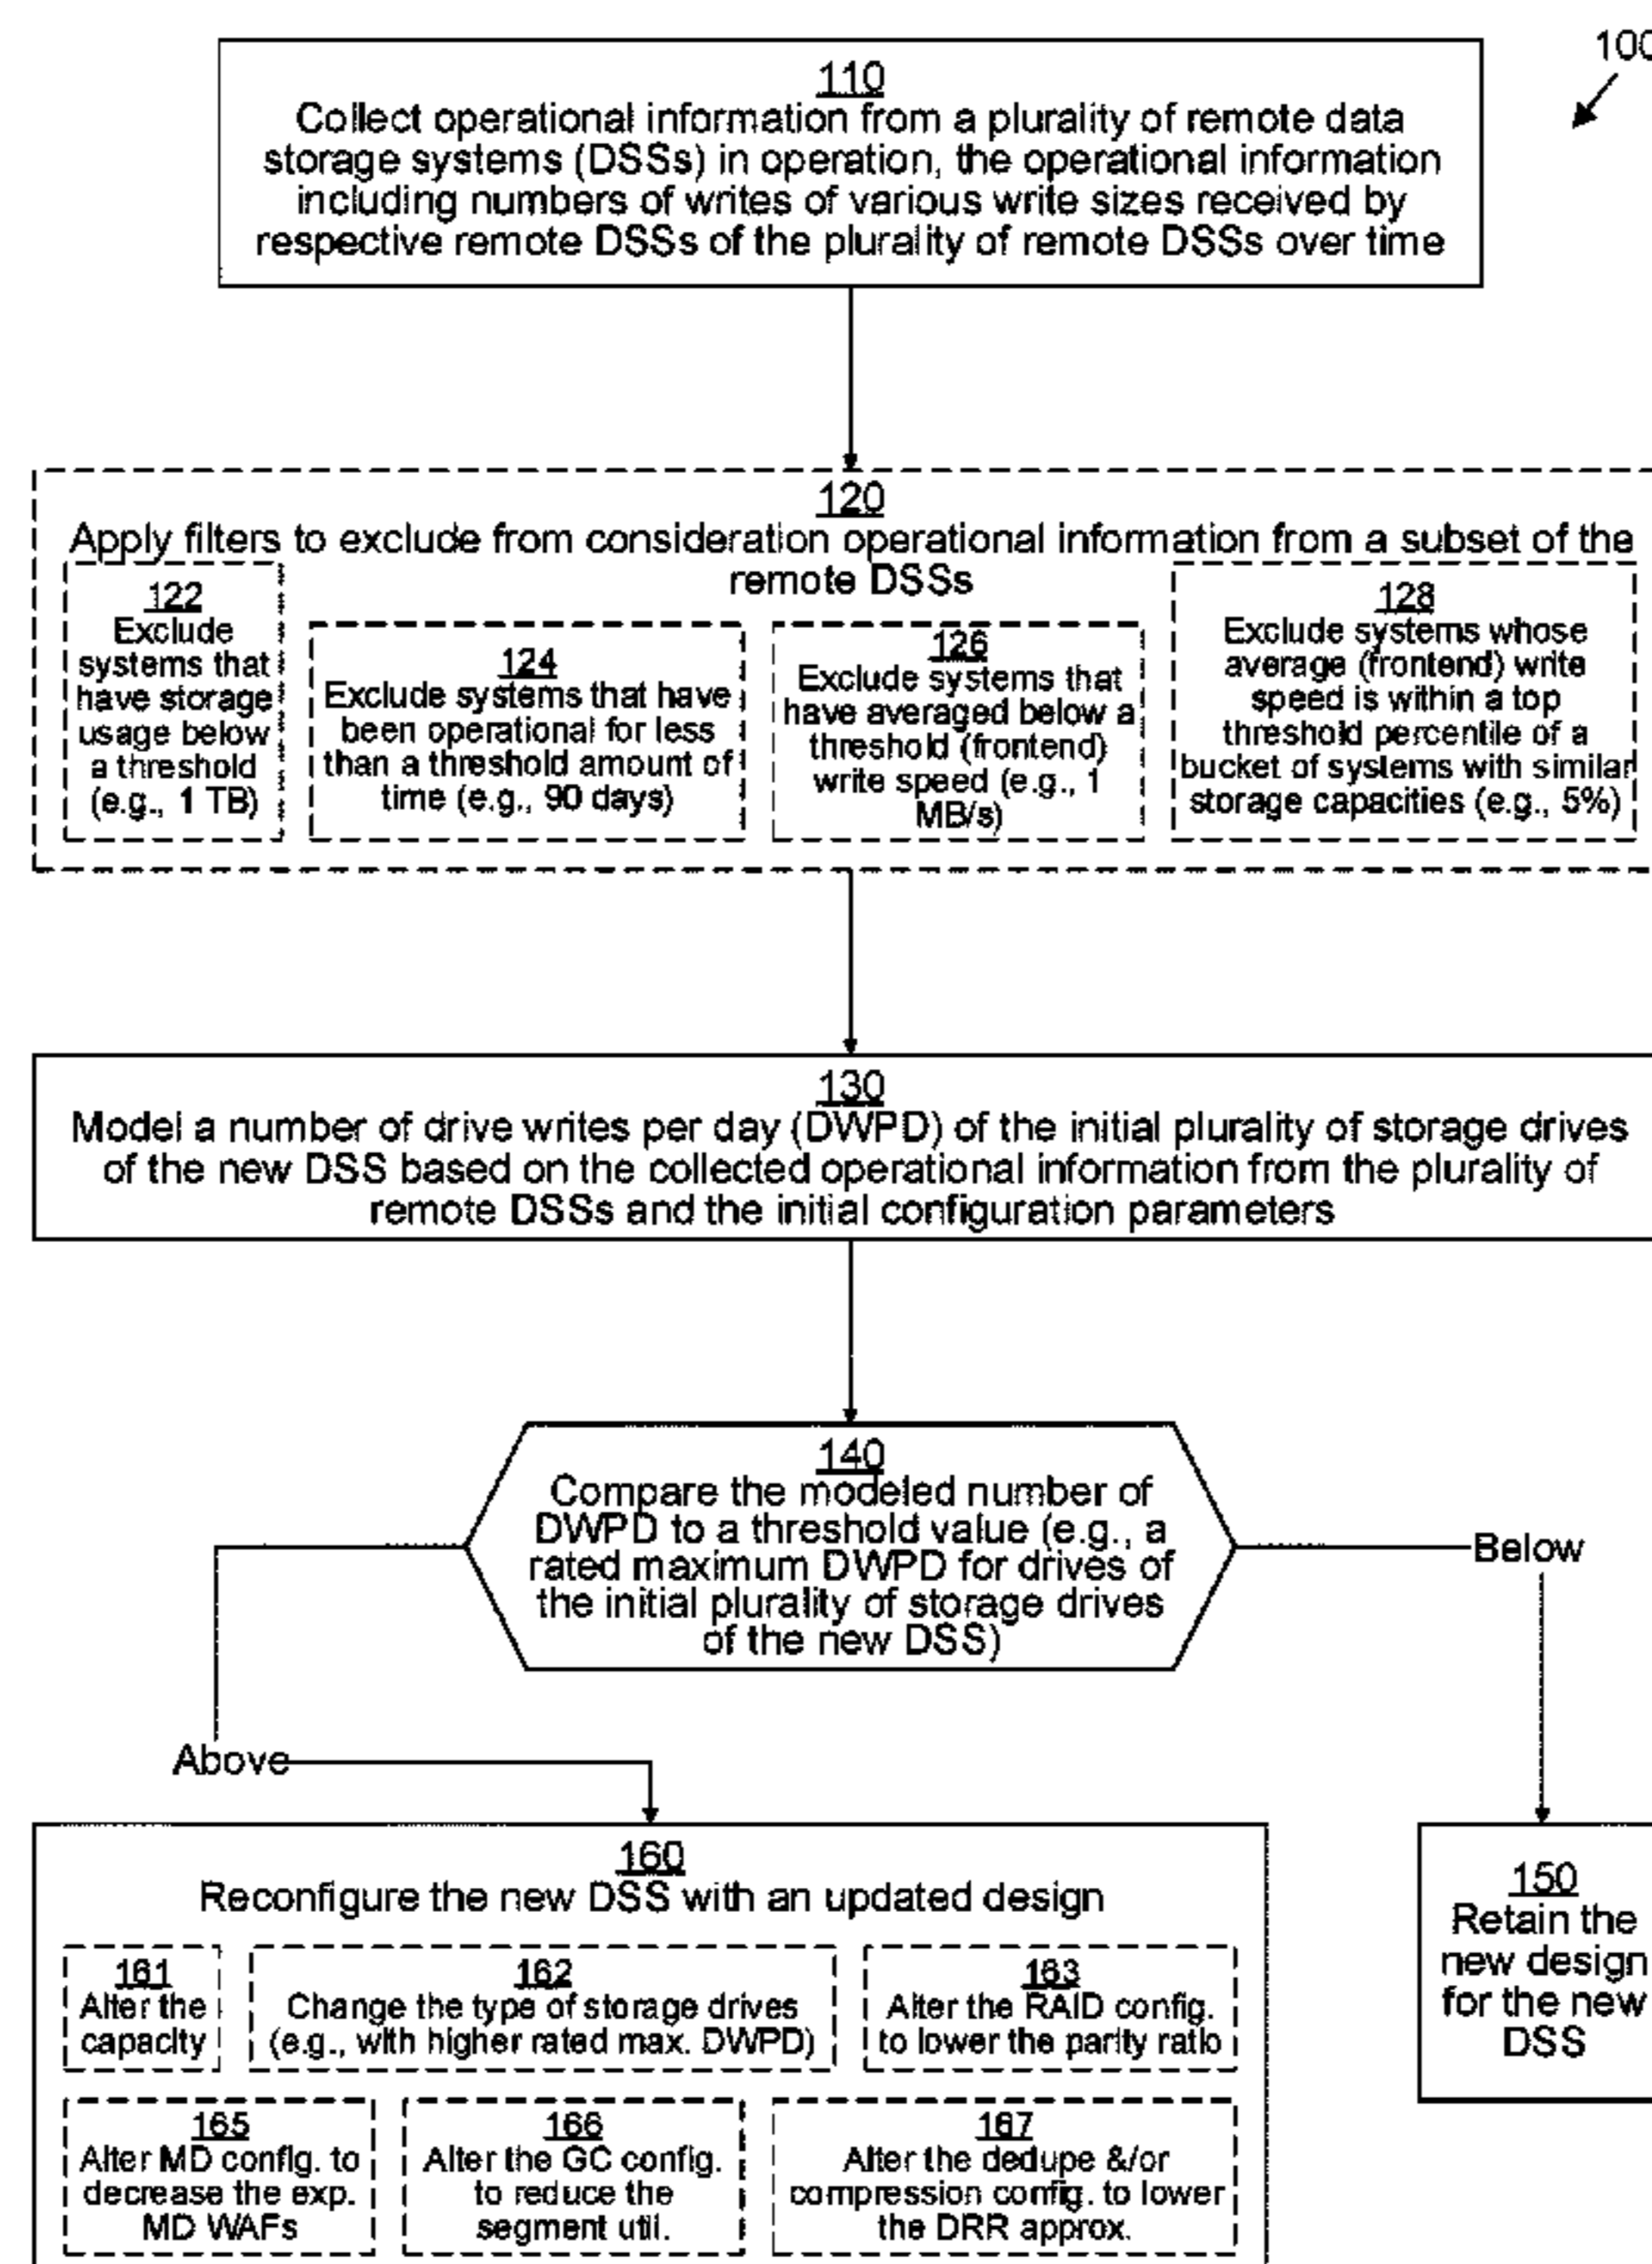 100
110
Collect operational information from a plurality of remote data
storage systems (DSSs) in operation, the operational information
including numbers of writes of various write sizes received by
respective remote DSSs of the plurality of remote DSSs over time
120
Apply filters to exclude from consideration operational information from a subset of the
remote DSSs
122
Exclude
systems that
have storage
usage below
a threshold
(e.g., 1 TB)
124
Exclude systems that have
been operational for less
than a threshold amount of
time (e.g., 90 days)
126
Exclude systems that
have averaged below a
threshold (frontend)
write speed (e.g., 1
MB/s)
128
Exclude systems whose
average (frontend) write
speed is within a top
threshold percentile of a
bucket of systems with similar
storage capacities (e.g., 5%)
130
Model a number of drive writes per day (DWPD) of the initial plurality of storage drives
of the new DSS based on the collected operational information from the plurality of
remote DSSs and the initial configuration parameters
140
Compare the modeled number of
DWPD to a threshold value (e.g., a
rated maximum DWPD for drives of
the initial plurality of storage drives
of the new DSS)
Below
Above
160
Reconfigure the new DSS with an updated design
161
Alter the
capacity
162
Change the type of storage drives
(e.g., with higher rated max. DWPD)
163
Alter the RAID config.
to lower the parity ratio
165
Alter MD config. to
decrease the exp.
MD WAFs
166
Alter the GC config.
to reduce the
segment util.
167
Alter the dedupe &/or
compression config. to lower
the DRR approx.
150
Retain the
new design
for the new
DSS